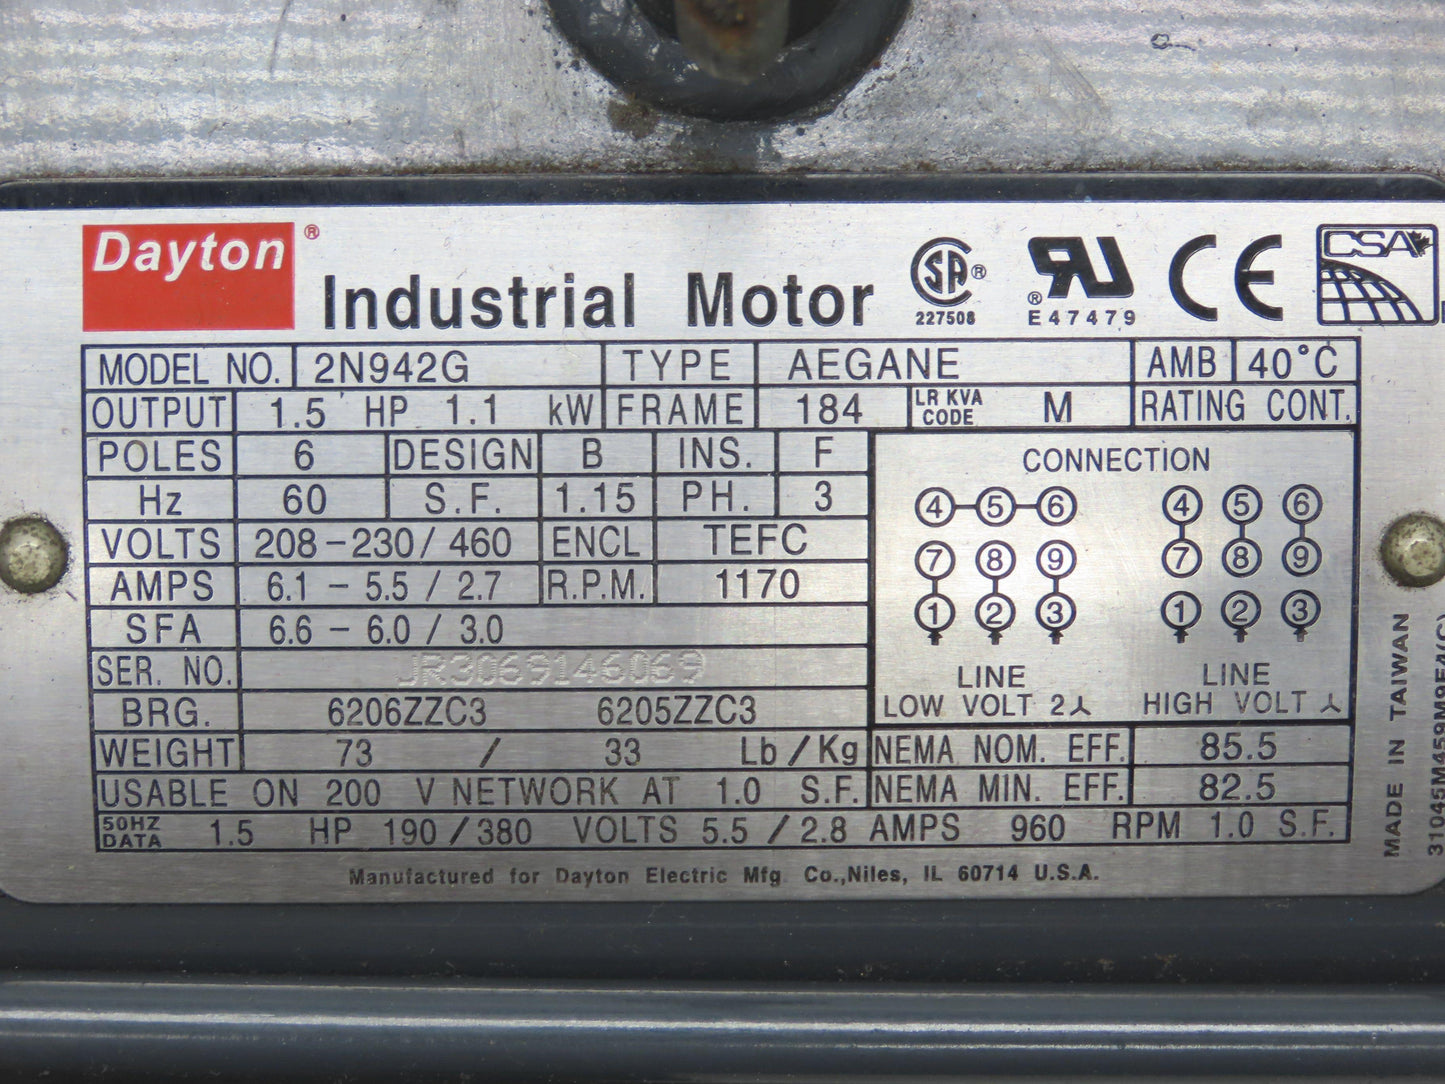 Dayton ®
Industrial Motor
SA ®
227508
RU ®
E47479
CE
CSA
MODEL NO. 2N942G TYPE AEGANE AMB 40°C
OUTPUT 1.5 HP 1.1 kW FRAME 184 LR KVA CODE M RATING CONT.
POLES 6 DESIGN B INS. F
Hz 60 S.F. 1.15 PH. 3
VOLTS 208-230/460 ENCL TEFC
AMPS 6.1-5.5/2.7 R.P.M. 1170
SFA 6.6-6.0/3.0
SER. NO. JR3069146069
BRG. 6206ZZC3 6205ZZC3
WEIGHT 73 / 33 Lb/Kg
CONNECTION
4 5 6 4 5 6
7 8 9 7 8 9
1 2 3 1 2 3
LINE LINE
LOW VOLT 2⅄ HIGH VOLT ⅄
NEMA NOM. EFF. 85.5
USABLE ON 200 V NETWORK AT 1.0 S.F. NEMA MIN. EFF. 82.5
50HZ DATA 1.5 HP 190/380 VOLTS 5.5/2.8 AMPS 960 RPM 1.0 S.F.
Manufactured for Dayton Electric Mfg Co.,Niles, IL 60714 U.S.A.
MADE IN TAIWAN